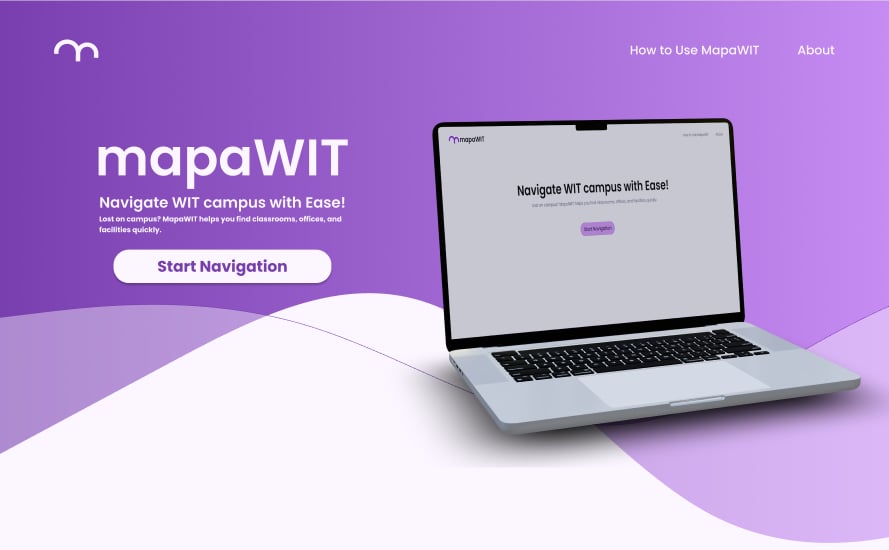 How to Use MapaWIT
About
mapaWIT
Navigate WIT campus with Ease!
Lost on campus? MapaWIT helps you find classrooms, offices, and
facilities quickly.
Start Navigation
mapaWIT
How to Use MapaWIT
About
Navigate WIT campus with Ease!
Lost on campus? MapaWIT helps you find classrooms, offices, and facilities quickly.
Start Navigation